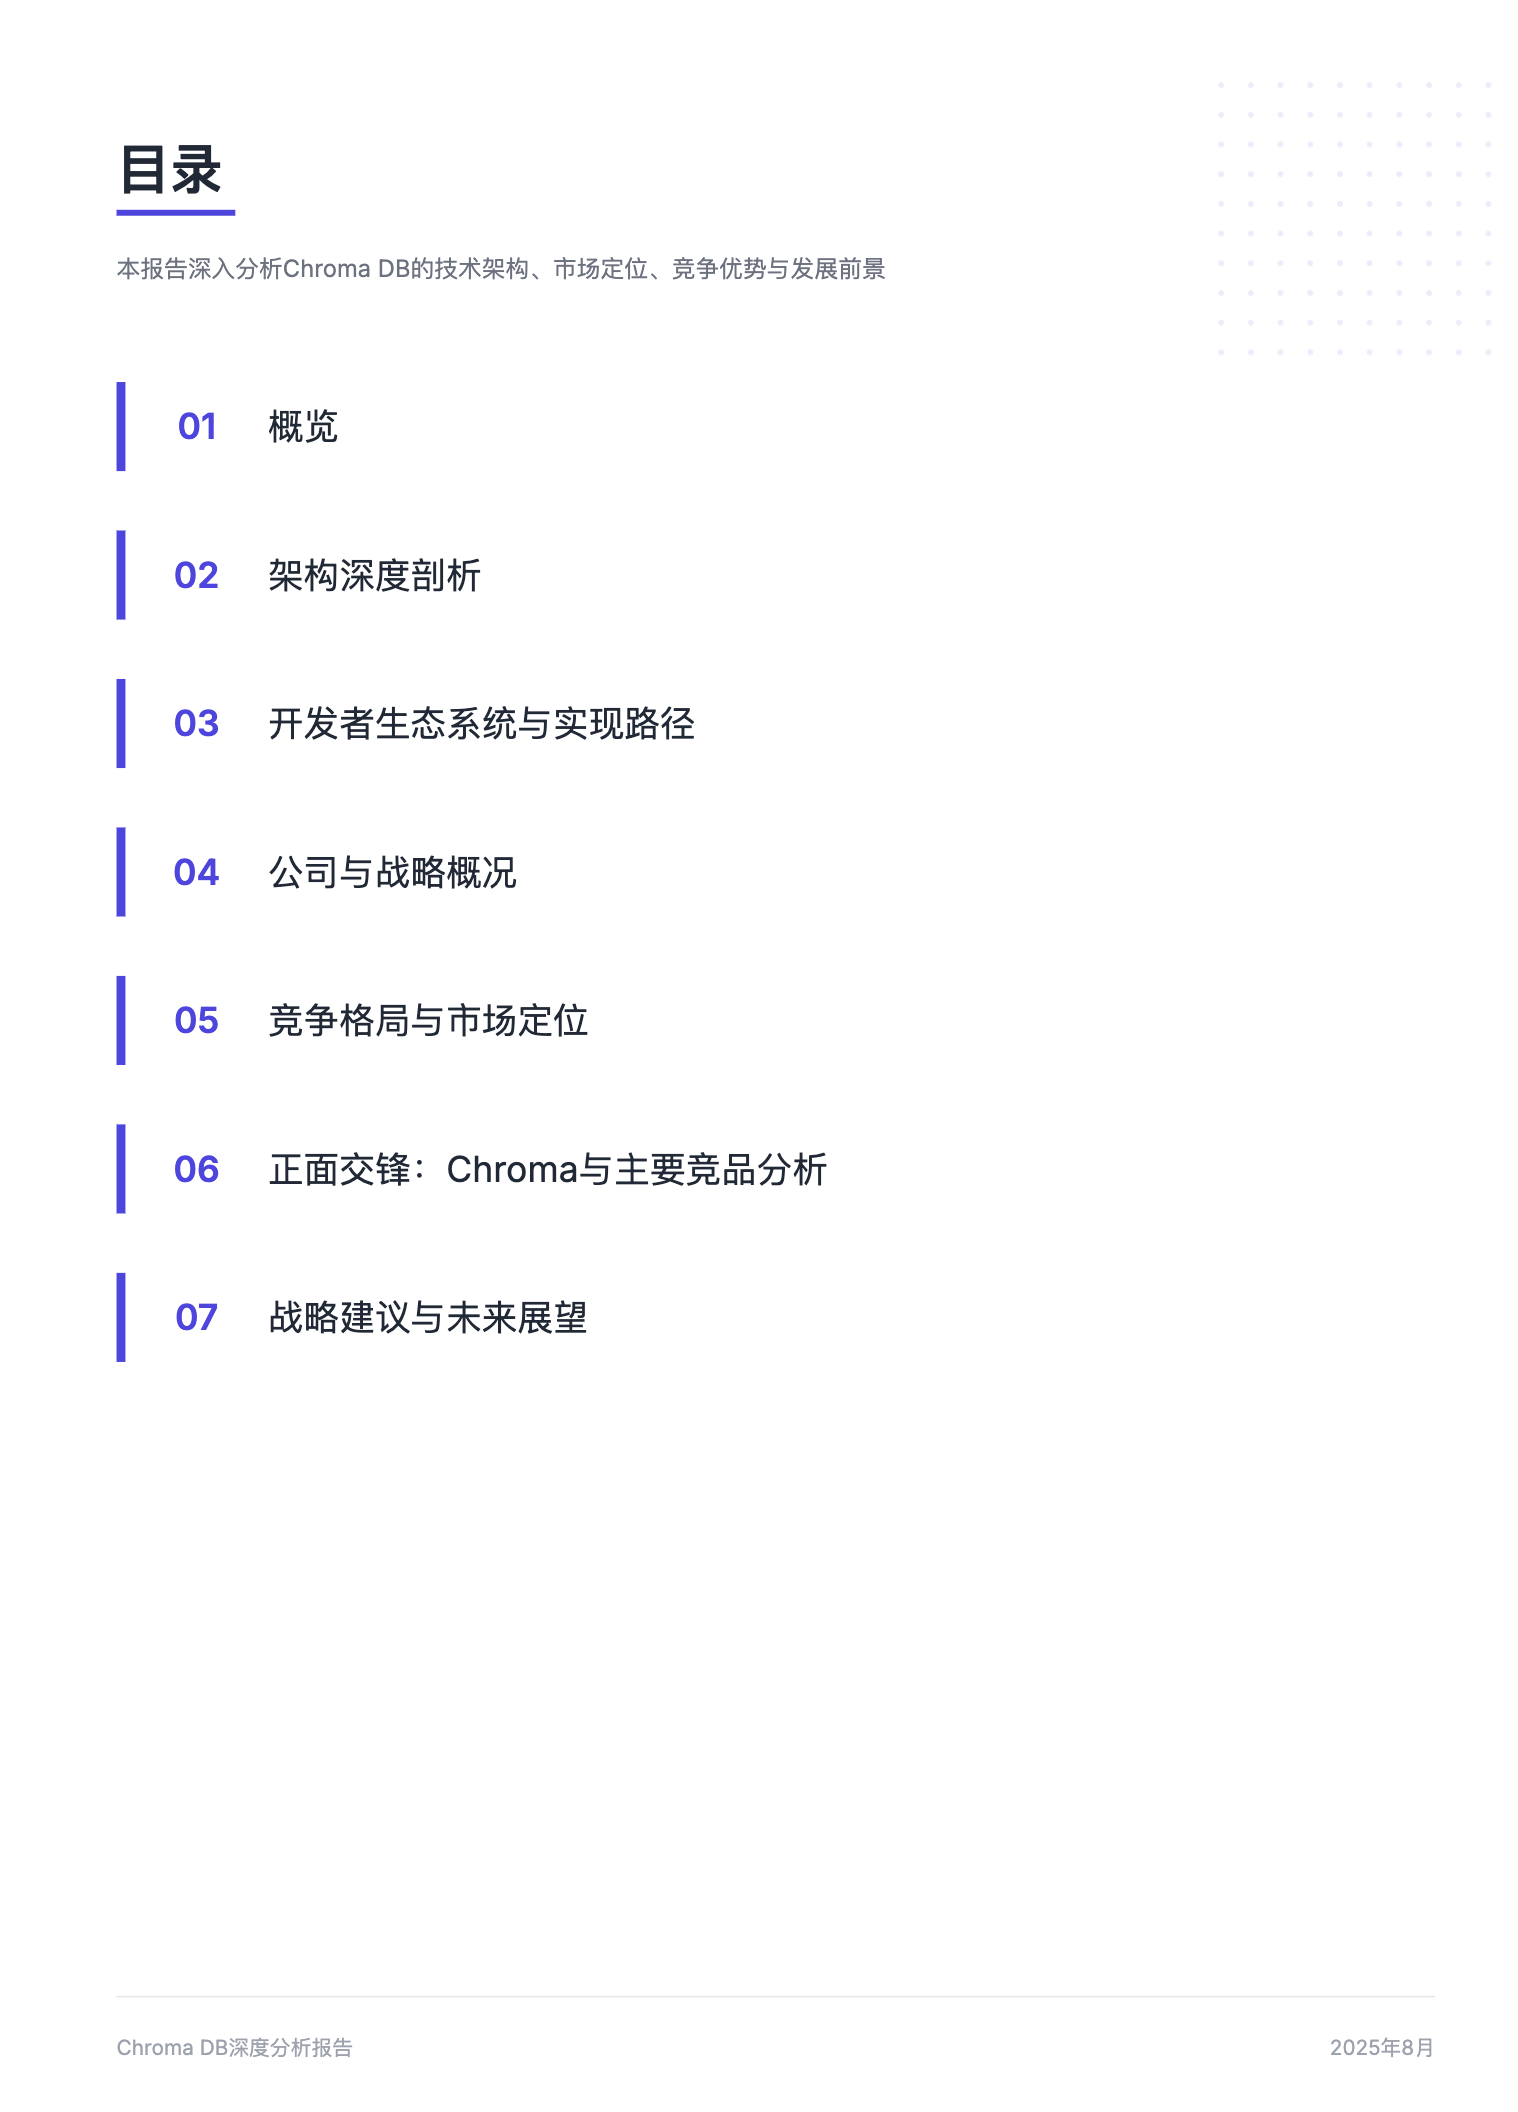 目录
本报告深入分析Chroma DB的技术架构、市场定位、竞争优势与发展前景
01 概览
02 架构深度剖析
03 开发者生态系统与实现路径
04 公司与战略概况
05 竞争格局与市场定位
06 正面交锋：Chroma与主要竞品分析
07 战略建议与未来展望
Chroma DB深度分析报告 2025年8月